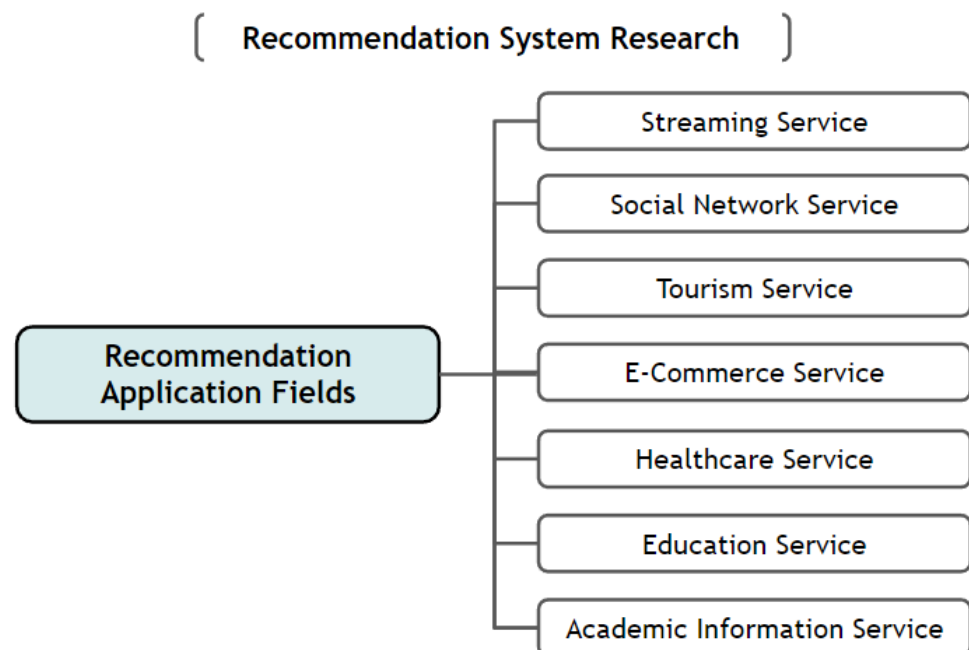 Recommendation System Research
Streaming Service
Social Network Service
Tourism Service
Recommendation
Application Fields
E-Commerce Service
Healthcare Service
Education Service
Academic Information Service